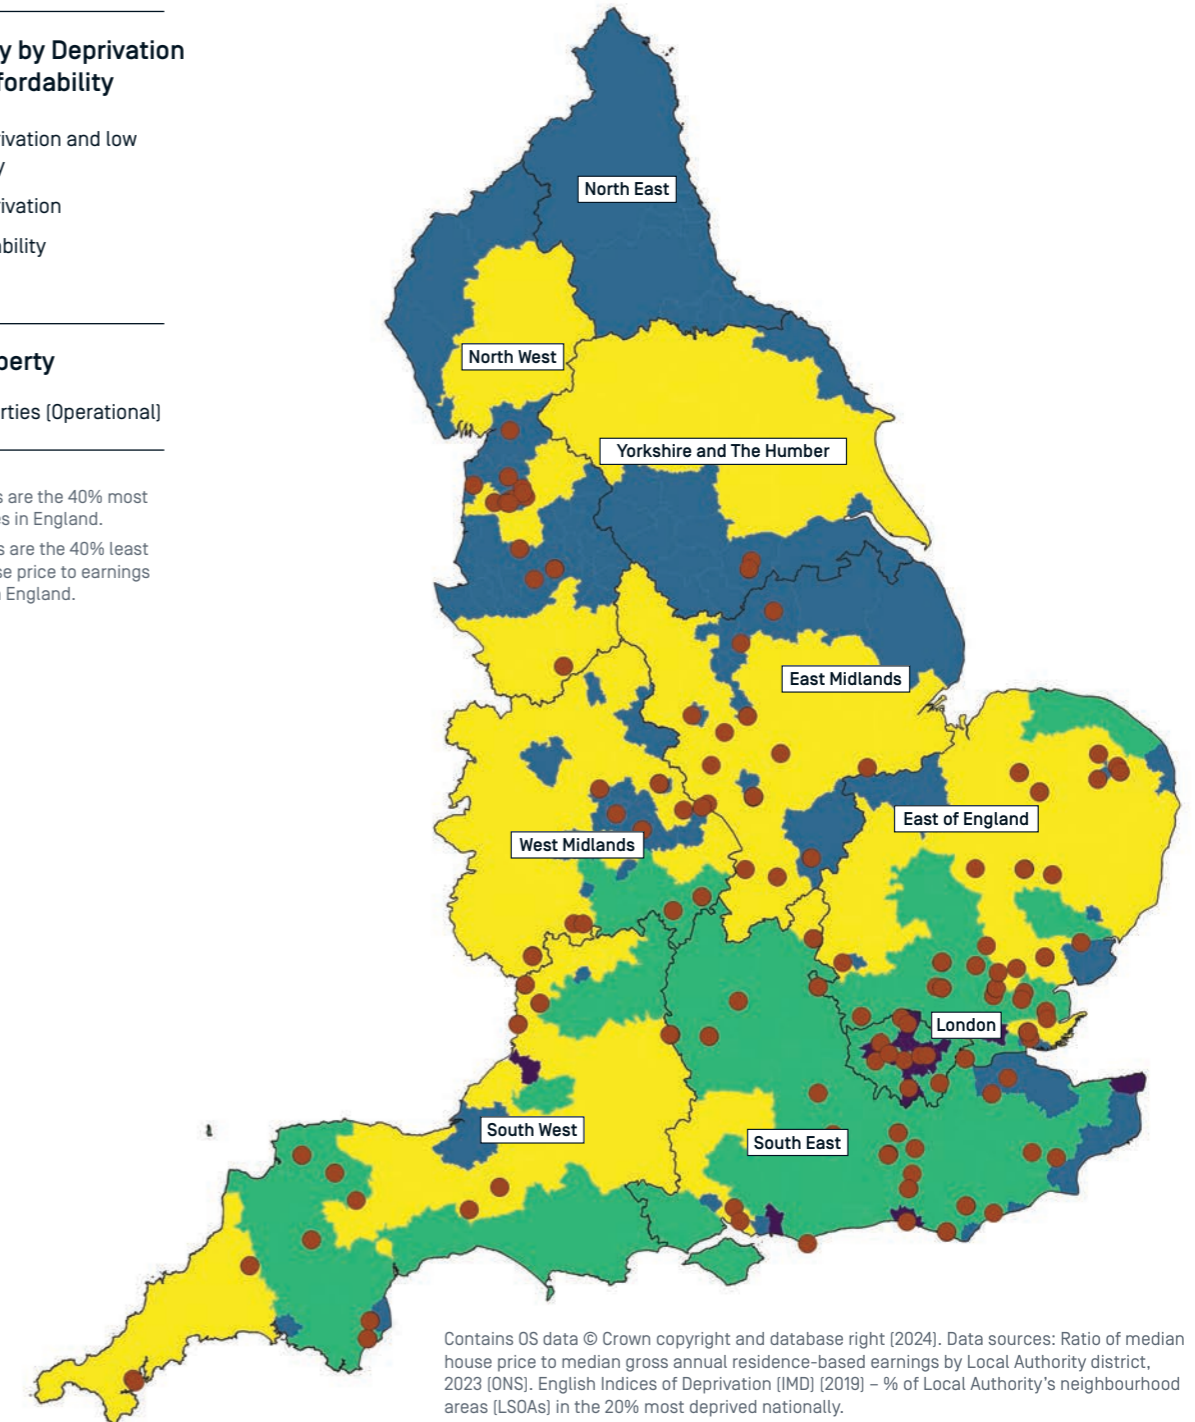 y by Deprivation
fordability
ivation and low
y
ivation
bility
perty
rties [Operational]
s are the 40% most
es in England.
s are the 40% least
se price to earnings
n England.
North East
North West
Yorkshire and The Humber
East Midlands
East of England
West Midlands
London
South West
South East
Contains OS data © Crown copyright and database right [2024]. Data sources: Ratio of median
house price to median gross annual residence-based earnings by Local Authority district,
2023 [ONS]. English Indices of Deprivation [IMD] [2019] – % of Local Authority's neighbourhood
areas [LSOAs] in the 20% most deprived nationally.